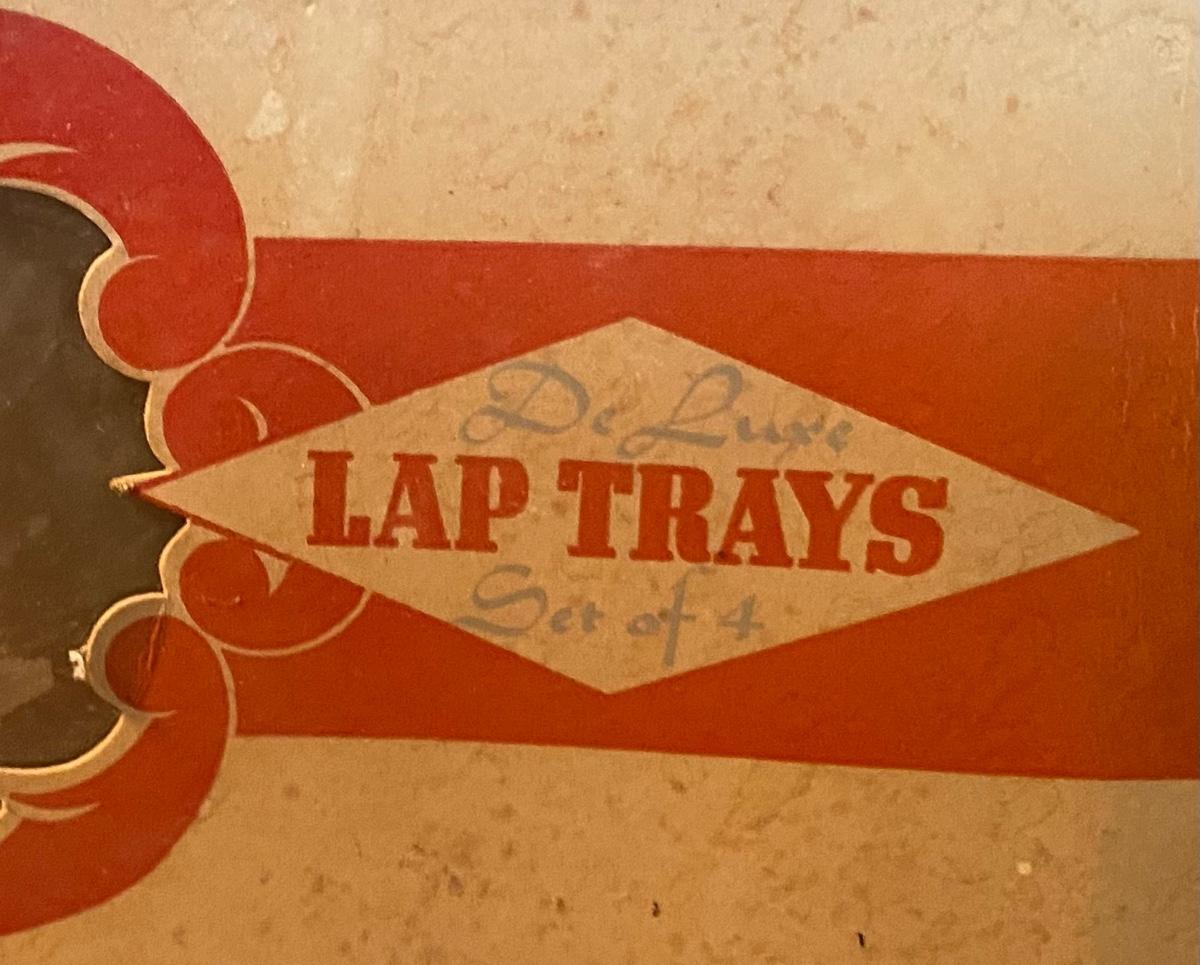 De Luxe
LAP TRAYS
Set of 4